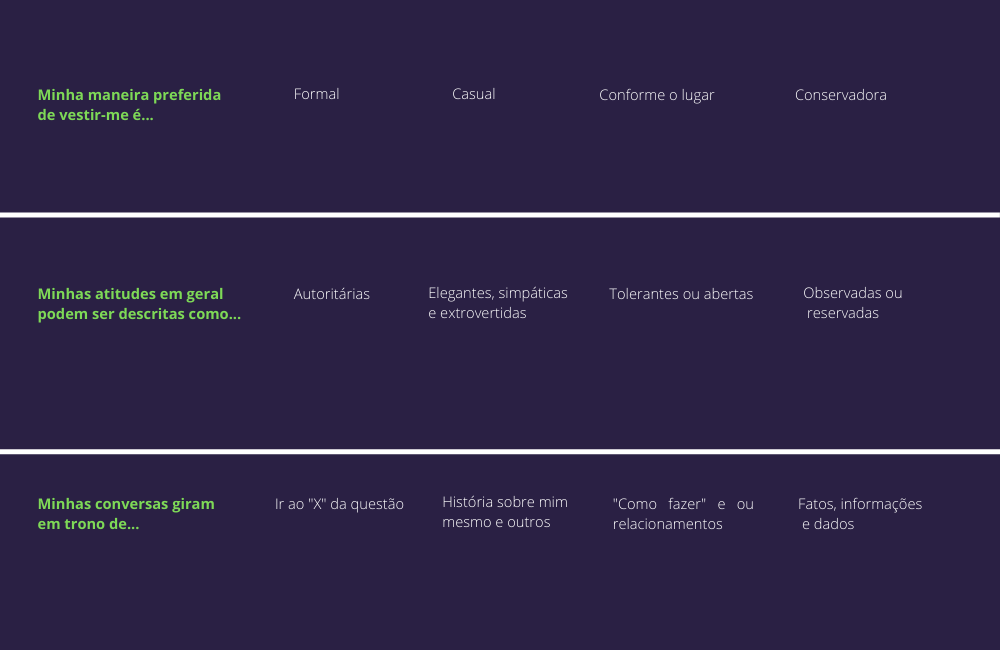 Minha maneira preferida
de vestir-me é...
Formal
Casual
Conforme o lugar
Conservadora
Minhas atitudes em geral
podem ser descritas como...
Autoritárias
Elegantes, simpáticas
e extrovertidas
Tolerantes ou abertas
Observadas ou
reservadas
Minhas conversas giram
em trono de...
Ir ao "X" da questão
História sobre mim
mesmo e outros
"Como fazer" e ou
relacionamentos
Fatos, informações
e dados